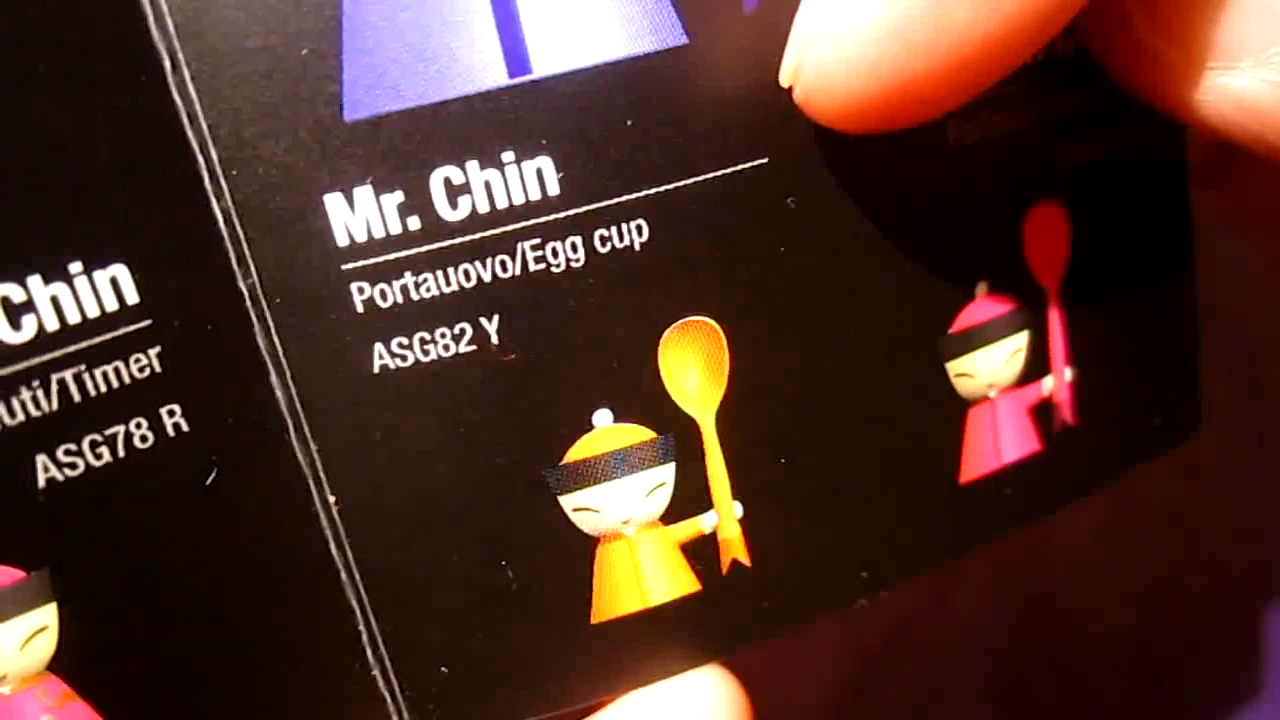 Chin
uti/Timer
ASG78 R
Mr. Chin
Portauovo/Egg cup
ASG82 Y